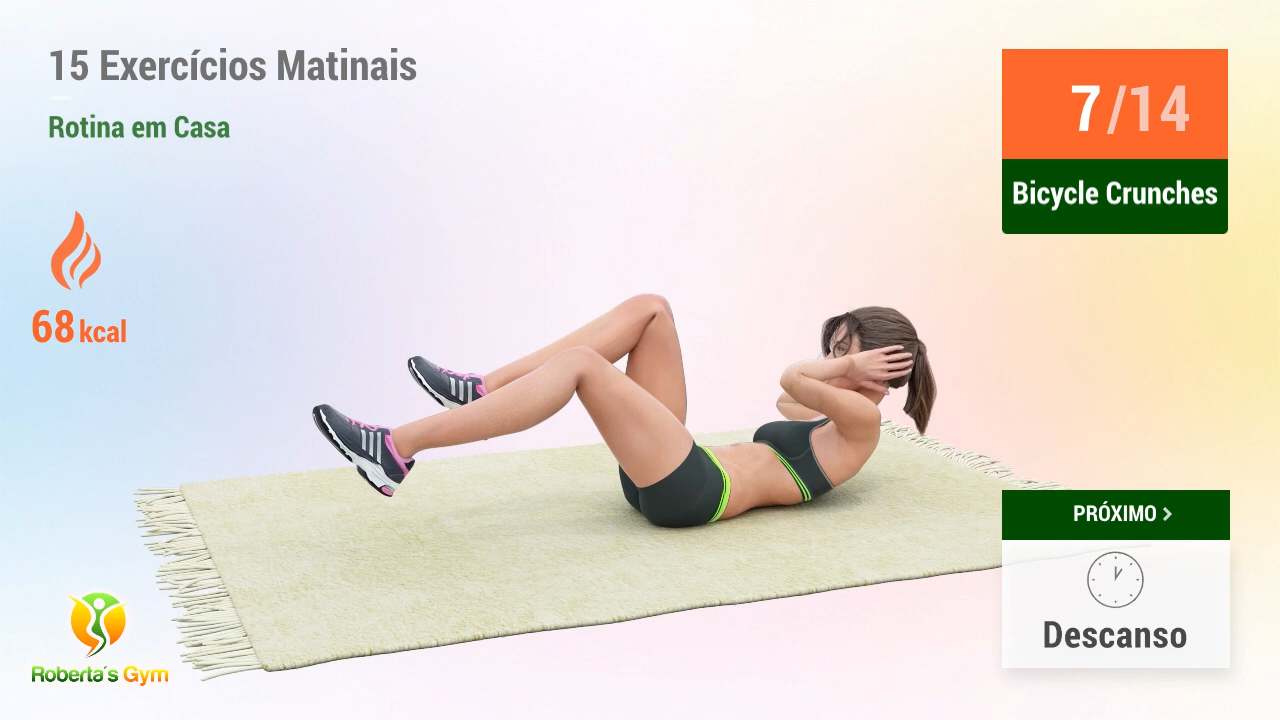 15 Exercícios Matinais
Rotina em Casa
7/14
Bicycle Crunches
68 kcal
PRÓXIMO >
Descanso
Roberta´s Gym